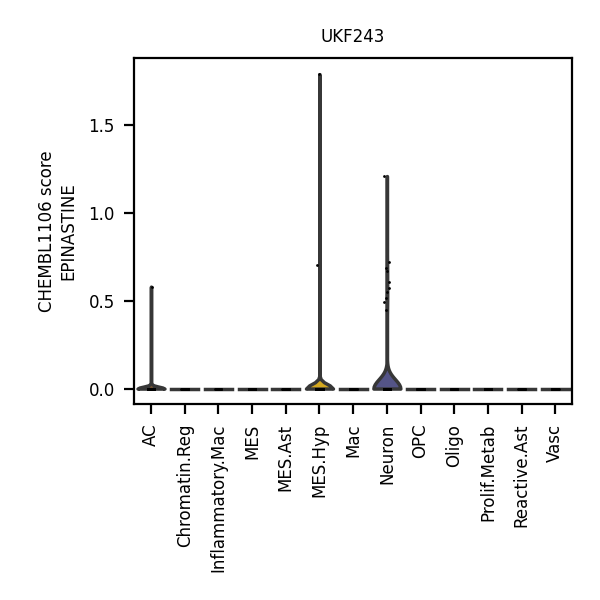 UKF243
CHEMBL1106 score
EPINASTINE
1.5
1.0
0.5
0.0
AC
Chromatin.Reg
Inflammatory.Mac
MES
MES.Ast
MES.Hyp
Mac
Neuron
OPC
Oligo
Prolif.Metab
Reactive.Ast
Vasc